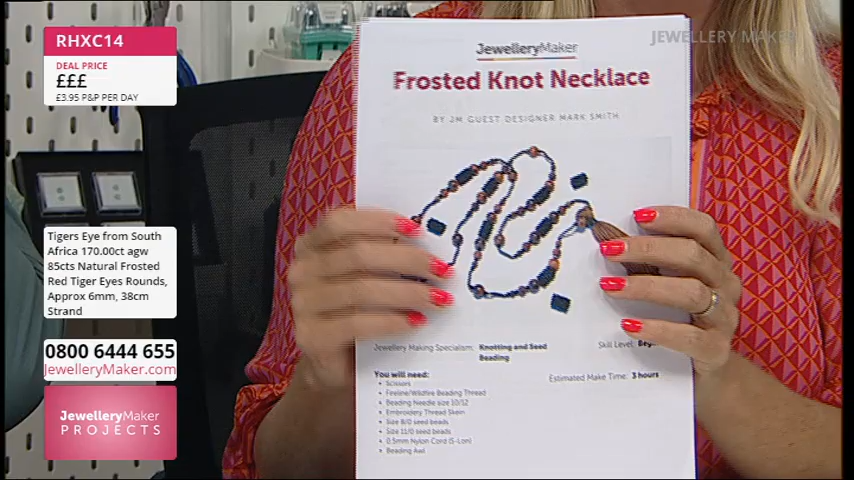 RHXC14
DEAL PRICE
£££
£3.95 P&P PER DAY
JEWELLERY MAKER
Tigers Eye from South
Africa 170.00ct agw
85cts Natural Frosted
Red Tiger Eyes Rounds,
Approx 6mm, 38cm
Strand
0800 6444 655
JewelleryMaker.com
JewelleryMaker
PROJECTS
JewelleryMaker
Frosted Knot Necklace
BY JM GUEST DESIGNER MARK SMITH
Jewellery Making Specialism: Knotting and Seed
Beading
Skill Level:
Estimated Make Time: 3 hours
You will need:
• Scissors
• Fireline/Wildfire Beading Thread
• Beading Needle size 10/12
• Embroidery Thread Skein
• Size 8/0 seed beads
• Size 11/0 seed beads
• 0.5mm Nylon Cord (S-Lon)
• Beading Awl